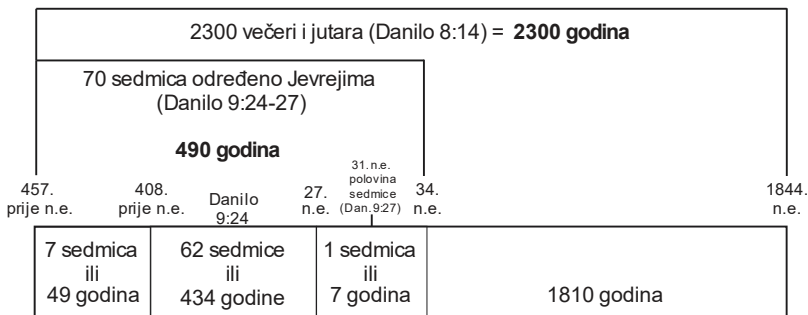 2300 večeri i jutara (Danilo 8:14) = 2300 godina
70 sedmica određeno Jevrejima
(Danilo 9:24-27)
490 godina
457.
prije n.e.
408.
prije n.e.
Danilo
9:24
27.
n.e.
31. n.e.
polovina
sedmice
(Dan. 9:27)
34.
n.e.
1844.
n.e.
7 sedmica
ili
49 godina
62 sedmice
ili
434 godine
1 sedmica
ili
7 godina
1810 godina